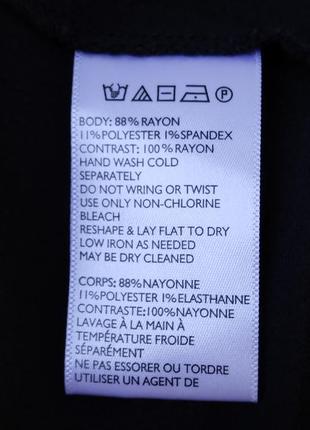 P
BODY: 88% RAYON
11% POLYESTER 1% SPANDEX
CONTRAST: 100% RAYON
HAND WASH COLD
SEPARATELY
DO NOT WRING OR TWIST
USE ONLY NON-CHLORINE
BLEACH
RESHAPE & LAY FLAT TO DRY
LOW IRON AS NEEDED
MAY BE DRY CLEANED
CORPS: 88% NAYONNE
11% POLYESTER 1% ELASTHANNE
CONTRASTE:100% NAYONNE
LAVAGE À LA MAIN À
TEMPÉRATURE FROIDE
SÉPARÉMENT
NE PAS ESSORER OU TORDRE
UTILISER UN AGENT DE